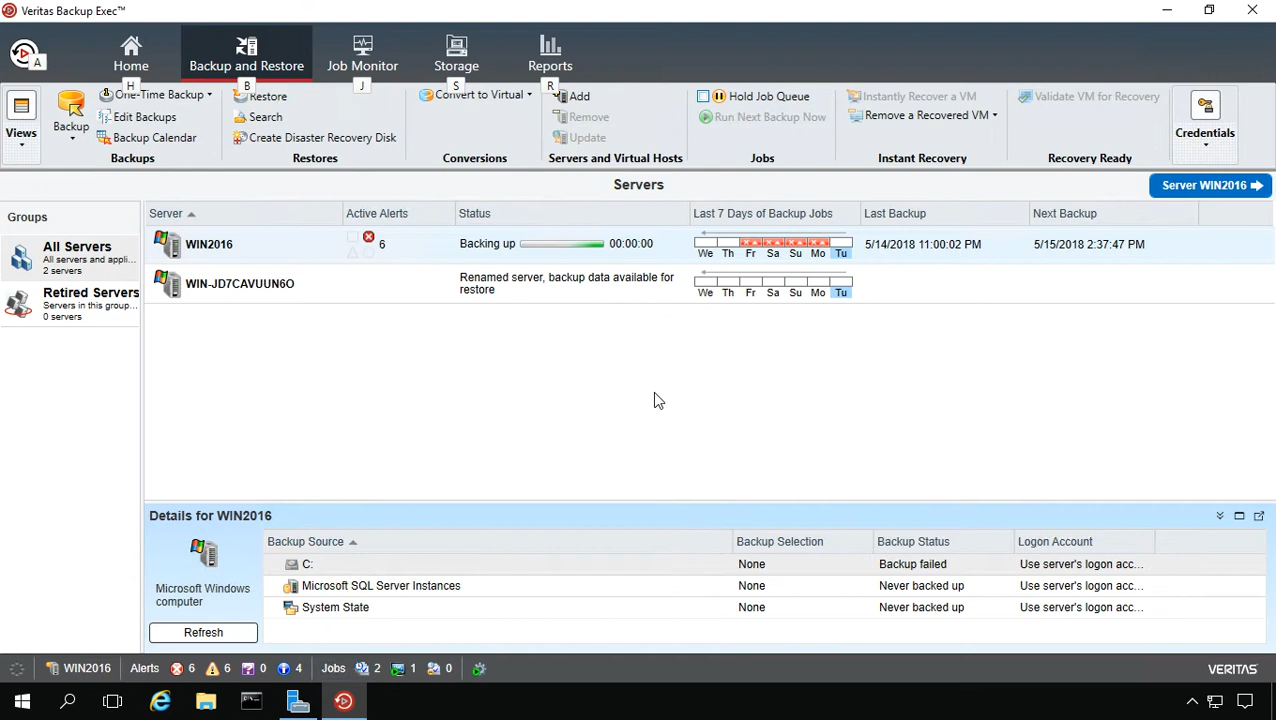 Veritas Backup Exec™
A
Home
Backup and Restore
Job Monitor
Storage
Reports
H
B
J
S
R
Views
Backup
One-Time Backup
Edit Backups
Backup Calendar
Backups
Restore
Search
Create Disaster Recovery Disk
Restores
Convert to Virtual
Conversions
Add
Remove
Update
Servers and Virtual Hosts
Hold Job Queue
Run Next Backup Now
Jobs
Instantly Recover a VM
Remove a Recovered VM
Instant Recovery
Validate VM for Recovery
Recovery Ready
Credentials
Servers
Server WIN2016
Groups
All Servers
All servers and appli...
2 servers
Retired Servers
Servers in this group...
0 servers
Server
Active Alerts
Status
Last 7 Days of Backup Jobs
Last Backup
Next Backup
WIN2016
6
Backing up
00:00:00
We Th Fr Sa Su Mo Tu
5/14/2018 11:00:02 PM
5/15/2018 2:37:47 PM
WIN-JD7CAVUUN6O
Renamed server, backup data available for
restore
We Th Fr Sa Su Mo Tu
Details for WIN2016
Microsoft Windows
computer
Refresh
Backup Source
Backup Selection
Backup Status
Logon Account
C:
None
Backup failed
Use server's logon acc...
Microsoft SQL Server Instances
None
Never backed up
Use server's logon acc...
System State
None
Never backed up
Use server's logon acc...
WIN2016
Alerts
6
6
0
4
Jobs
2
1
0
VERITAS